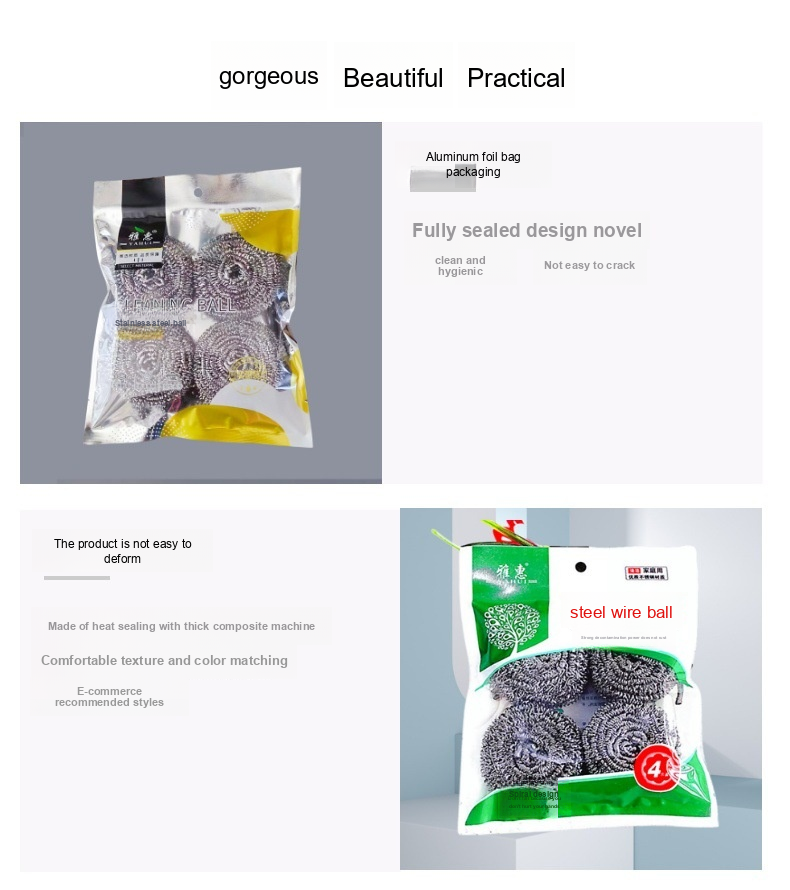 gorgeous Beautiful Practical
Aluminum foil bag
packaging
Fully sealed design novel
clean and
hygienic
Not easy to crack
雅惠
YAHUI
SELECT MATERIAL
CLEANING BALL
Stainless steel ball
The product is not easy to
deform
Made of heat sealing with thick composite machine
Comfortable texture and color matching
E-commerce
recommended styles
雅惠
YAHUI
家庭用
steel wire ball
4
Spiral design